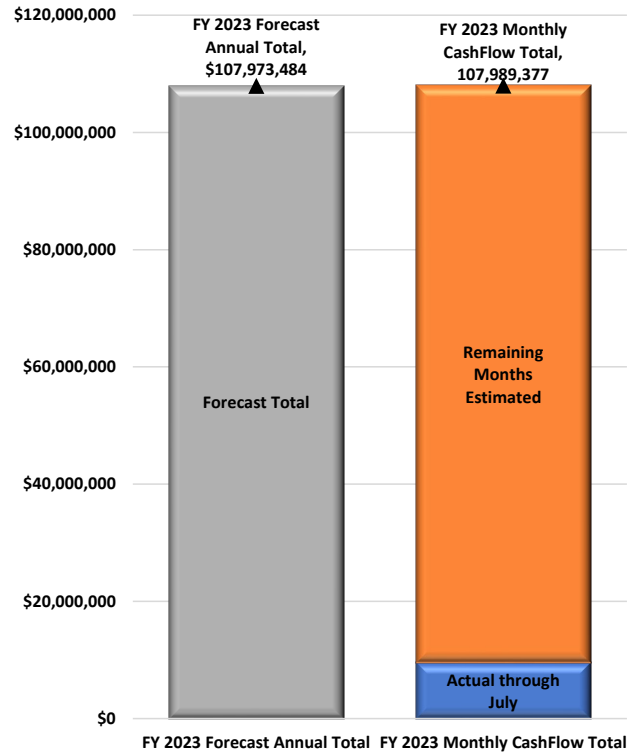 $120,000,000
$100,000,000
$80,000,000
$60,000,000
$40,000,000
$20,000,000
$0
FY 2023 Forecast
Annual Total,
$107,973,484
FY 2023 Monthly
CashFlow Total,
107,989,377
Forecast Total
Remaining
Months
Estimated
Actual through
July
FY 2023 Forecast Annual Total
FY 2023 Monthly CashFlow Total